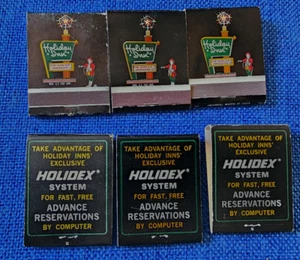 Holiday Inn
Holiday Inn
Holiday Inn
TAKE ADVANTAGE OF
HOLIDAY INNS'
EXCLUSIVE
HOLIDEX®
SYSTEM
FOR FAST, FREE
ADVANCE
RESERVATIONS
BY COMPUTER
TAKE ADVANTAGE OF
HOLIDAY INNS'
EXCLUSIVE
HOLIDEX®
SYSTEM
FOR FAST, FREE
ADVANCE
RESERVATIONS
BY COMPUTER
TAKE ADVANTAGE OF
HOLIDAY INNS'
EXCLUSIVE
HOLIDEX®
SYSTEM
FOR FAST, FREE
ADVANCE
RESERVATIONS
BY COMPUTER